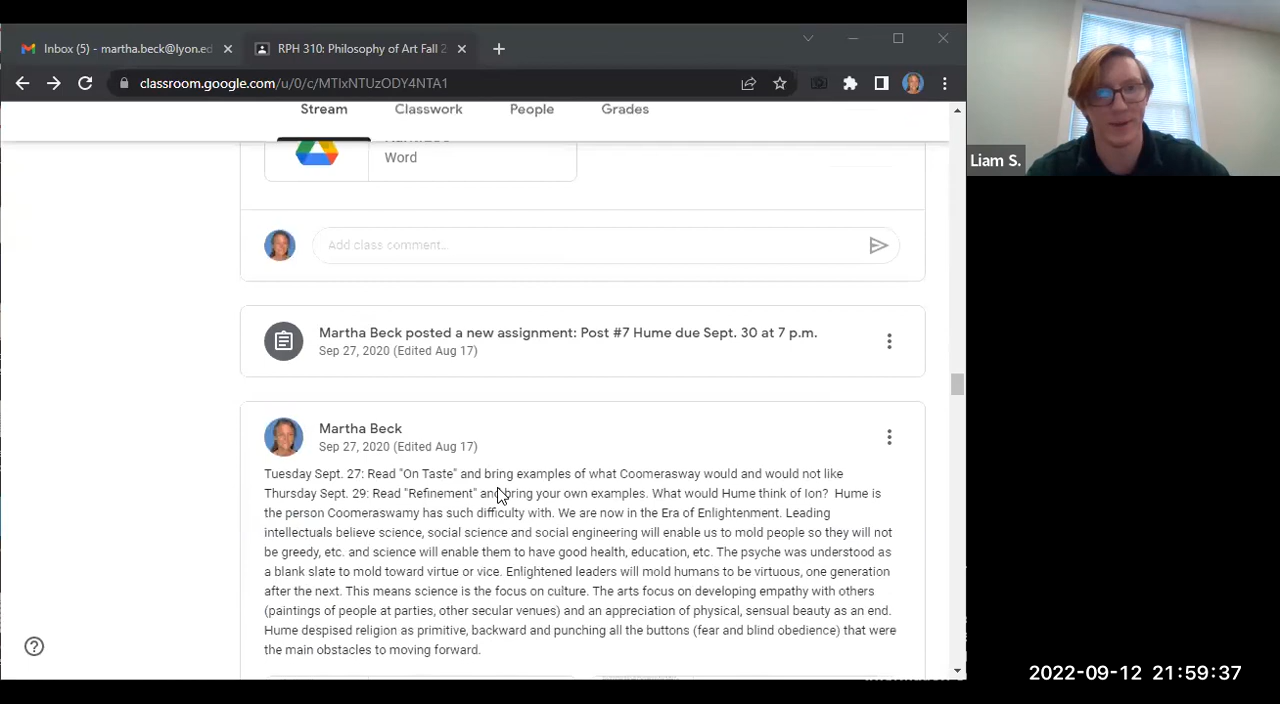 Inbox (5) - martha.beck@lyon.ed
RPH 310: Philosophy of Art Fall 2
classroom.google.com/u/0/c/MTIxNTUzODY4NTA1
Stream
Classwork
People
Grades
Word
Liam S.
Add class comment...
Martha Beck posted a new assignment: Post #7 Hume due Sept. 30 at 7 p.m.
Sep 27, 2020 (Edited Aug 17)
Martha Beck
Sep 27, 2020 (Edited Aug 17)
Tuesday Sept. 27: Read "On Taste" and bring examples of what Coomerasway would and would not like
Thursday Sept. 29: Read "Refinement" and bring your own examples. What would Hume think of Ion? Hume is
the person Coomeraswamy has such difficulty with. We are now in the Era of Enlightenment. Leading
intellectuals believe science, social science and social engineering will enable us to mold people so they will not
be greedy, etc. and science will enable them to have good health, education, etc. The psyche was understood as
a blank slate to mold toward virtue or vice. Enlightened leaders will mold humans to be virtuous, one generation
after the next. This means science is the focus on culture. The arts focus on developing empathy with others
(paintings of people at parties, other secular venues) and an appreciation of physical, sensual beauty as an end.
Hume despised religion as primitive, backward and punching all the buttons (fear and blind obedience) that were
the main obstacles to moving forward.
2022-09-12 21:59:37